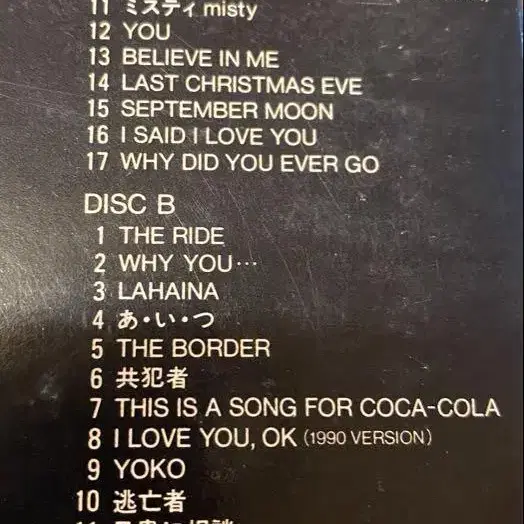 11 ミスティ misty
12 YOU
13 BELIEVE IN ME
14 LAST CHRISTMAS EVE
15 SEPTEMBER MOON
16 I SAID I LOVE YOU
17 WHY DID YOU EVER GO
DISC B
1 THE RIDE
2 WHY YOU…
3 LAHAINA
4 あ・い・つ
5 THE BORDER
6 共犯者
7 THIS IS A SONG FOR COCA-COLA
8 I LOVE YOU, OK (1990 VERSION)
9 YOKO
10 逃亡者
11